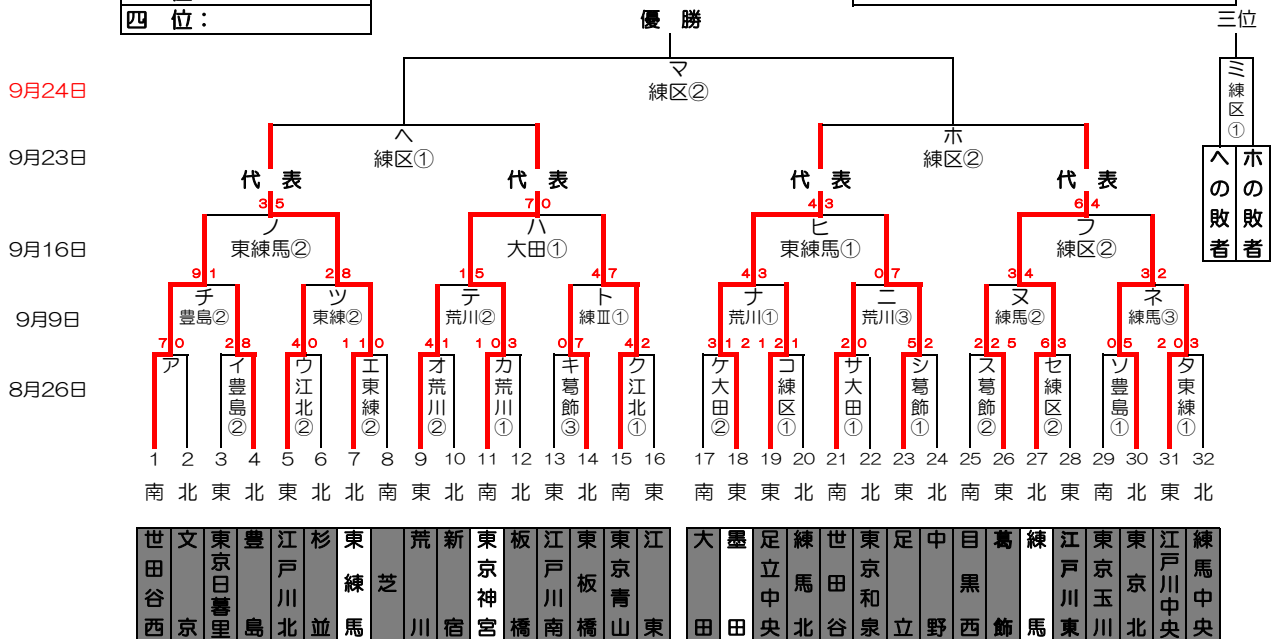 四 位：
優 勝
三位
マ
練区②
9月24日
ミ練区①
ヘ
練区①
ホ
練区②
9月23日
ヘの敗者
ホの敗者
代 表
代 表
代 表
代 表
3 5
7 0
4 3
6 4
ノ
東練馬②
ハ
大田①
ヒ
東練馬①
フ
練区②
9月16日
9 1
2 8
1 5
4 7
4 3
0 7
3 4
3 2
チ
豊島②
ツ
東練②
テ
荒川②
ト
練Ⅲ①
ナ
荒川①
ニ
荒川③
ヌ
練馬②
ネ
練馬③
9月9日
7 0
2 8
4 0
1 10
4 1
10 3
0 7
4 2
3 12
12 1
2 0
5 2
2 25
6 3
0 5
20 3
ア
イ豊島②
ウ江北②
エ東練②
オ荒川②
カ荒川①
キ葛飾③
ク江北①
ケ大田②
コ練区①
サ大田①
シ葛飾①
ス葛飾②
セ練区②
ソ豊島①
タ東練①
8月26日
1 2 3 4 5 6 7 8 9 10 11 12 13 14 15 16 17 18 19 20 21 22 23 24 25 26 27 28 29 30 31 32
南 北 東 北 東 北 北 南 東 北 南 北 東 北 南 東 南 東 東 北 南 北 東 北 南 東 北 東 南 北 東 北
世田谷西
文京
東京日暮里
豊島
江戸川北
杉並
東練馬
芝
荒川
新宿
東京神宮
板橋
江戸川南
東板橋
東京青山
江東
大田
墨田
足立中央
練馬北
世田谷
東京和泉
足立
中野
目黒西
葛飾
練馬
江戸川東
東京玉川
東京北
江戸川中央
練馬中央